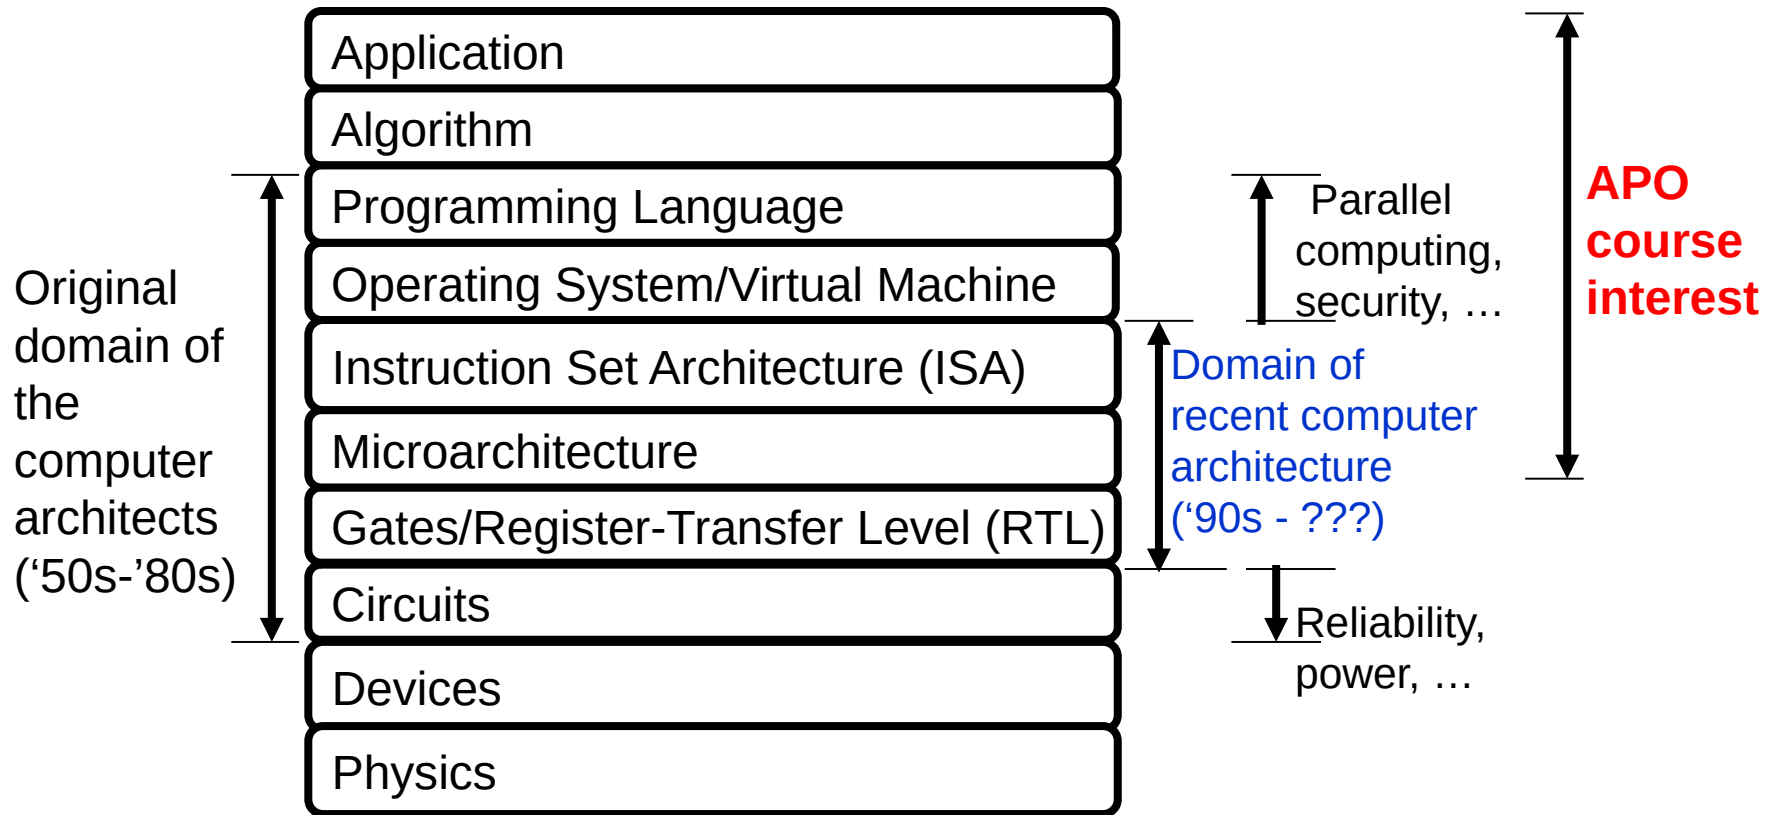 Application
Algorithm
Programming Language
Operating System/Virtual Machine
Instruction Set Architecture (ISA)
Microarchitecture
Gates/Register-Transfer Level (RTL)
Circuits
Devices
Physics
Original
domain of
the
computer
architects
(‘50s-’80s)
Parallel
computing,
security, …
Domain of
recent computer
architecture
(‘90s - ???)
Reliability,
power, …
APO
course
interest